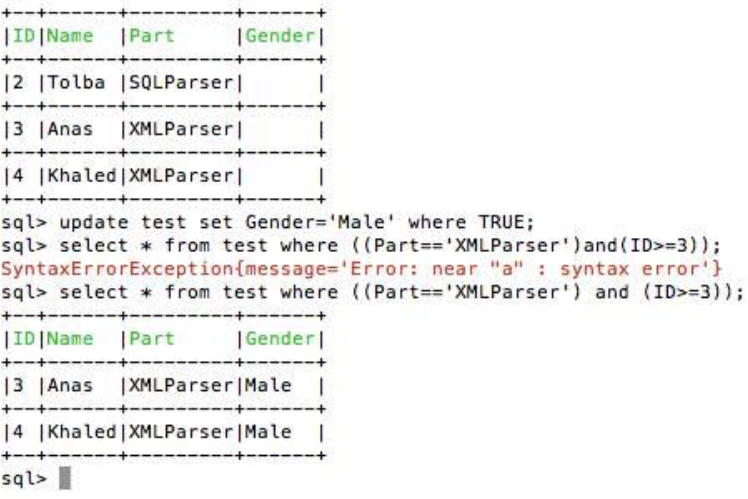 +--+------+---------+------+
|ID|Name  |Part     |Gender|
+--+------+---------+------+
|2 |Tolba |SQLParser|      |
+--+------+---------+------+
|3 |Anas  |XMLParser|      |
+--+------+---------+------+
|4 |Khaled|XMLParser|      |
+--+------+---------+------+
sql> update test set Gender='Male' where TRUE;
sql> select * from test where ((Part=='XMLParser')and(ID>=3));
SyntaxErrorException{message='Error: near "a" : syntax error'}
sql> select * from test where ((Part=='XMLParser') and (ID>=3));
+--+------+---------+------+
|ID|Name  |Part     |Gender|
+--+------+---------+------+
|3 |Anas  |XMLParser|Male  |
+--+------+---------+------+
|4 |Khaled|XMLParser|Male  |
+--+------+---------+------+
sql>